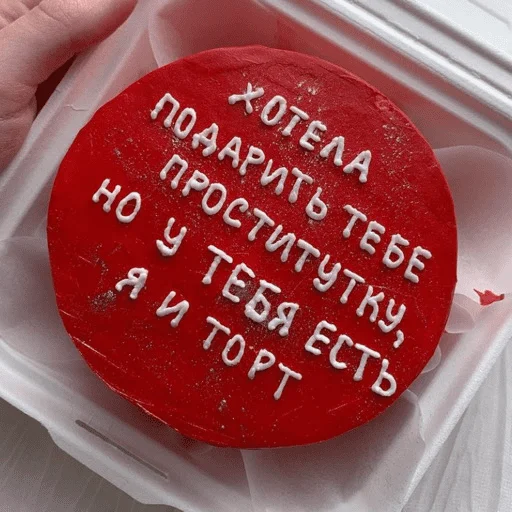 ХОТЕЛА
ПОДАРИТЬ ТЕБЕ
ПРОСТИТУТКУ,
НО У ТЕБЯ ЕСТЬ
Я И ТОРТ